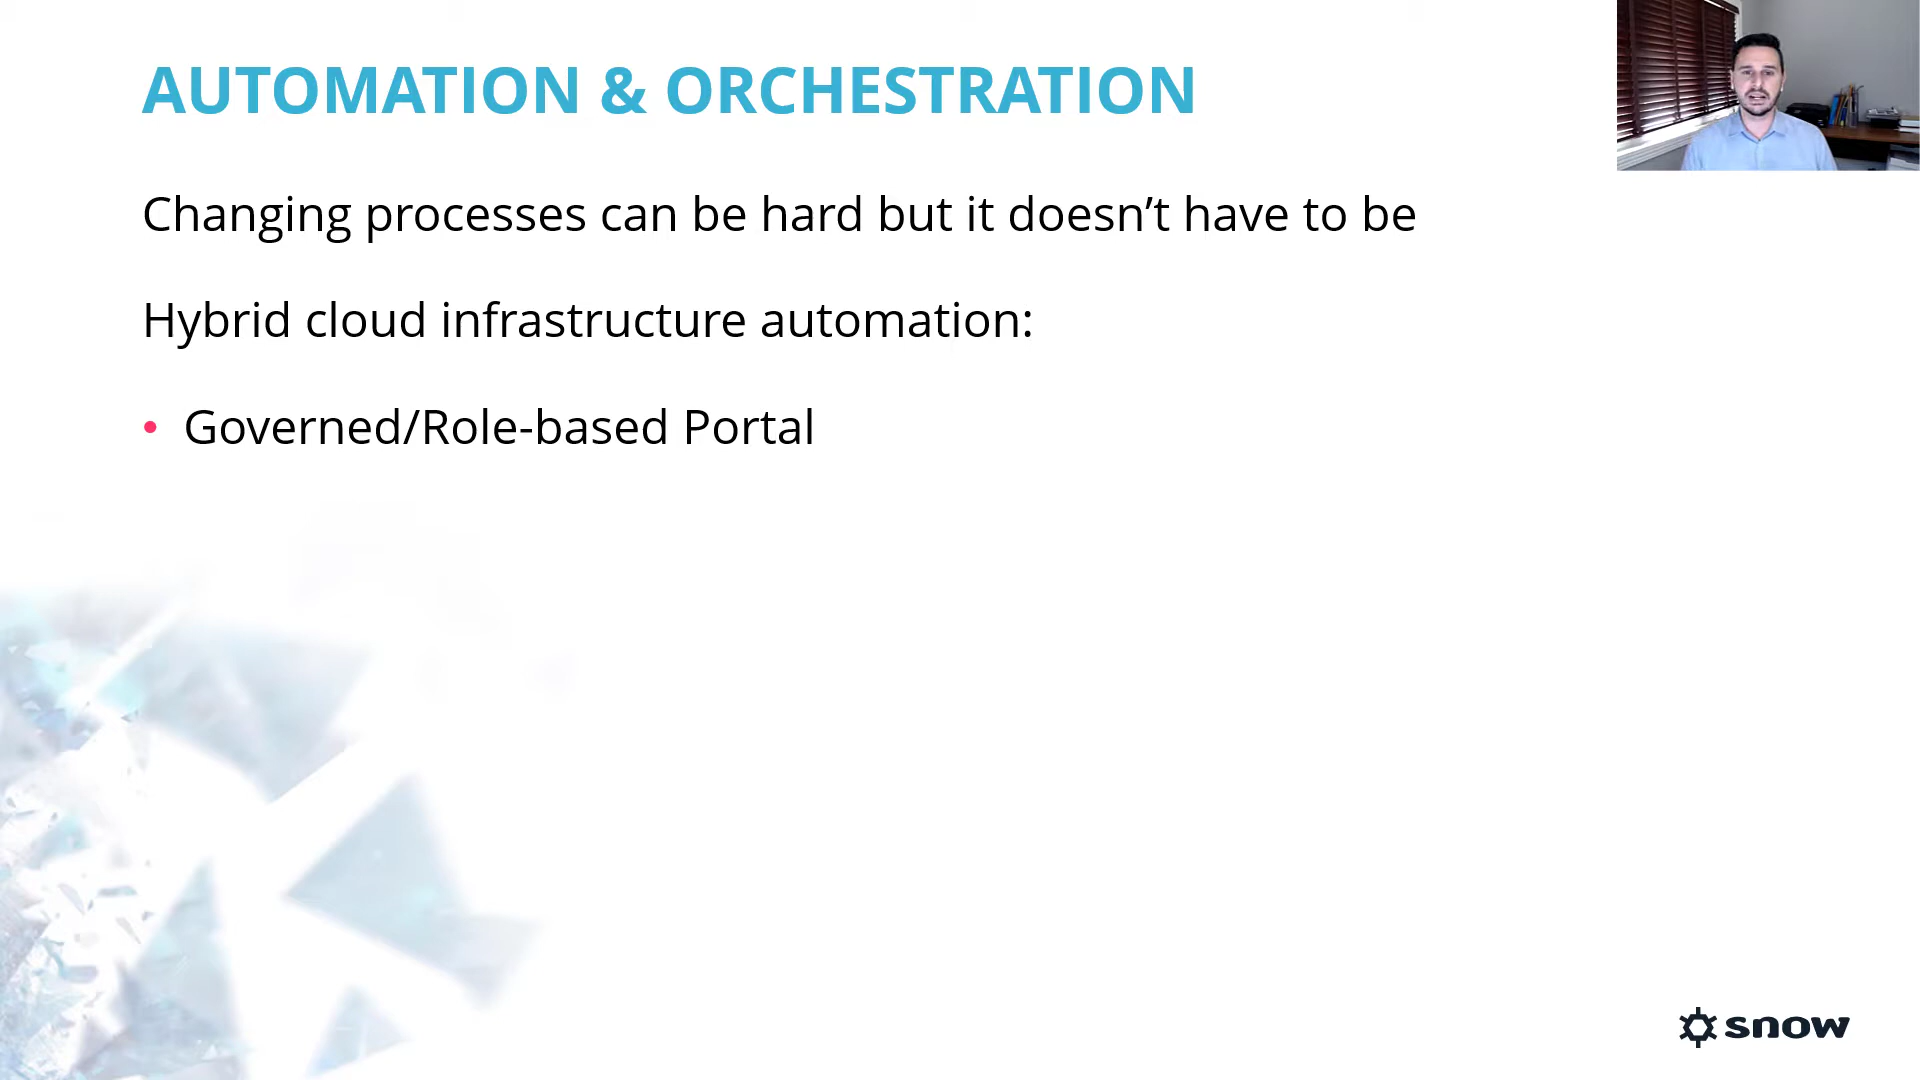 AUTOMATION & ORCHESTRATION
Changing processes can be hard but it doesn’t have to be
Hybrid cloud infrastructure automation:
• Governed/Role-based Portal
snow